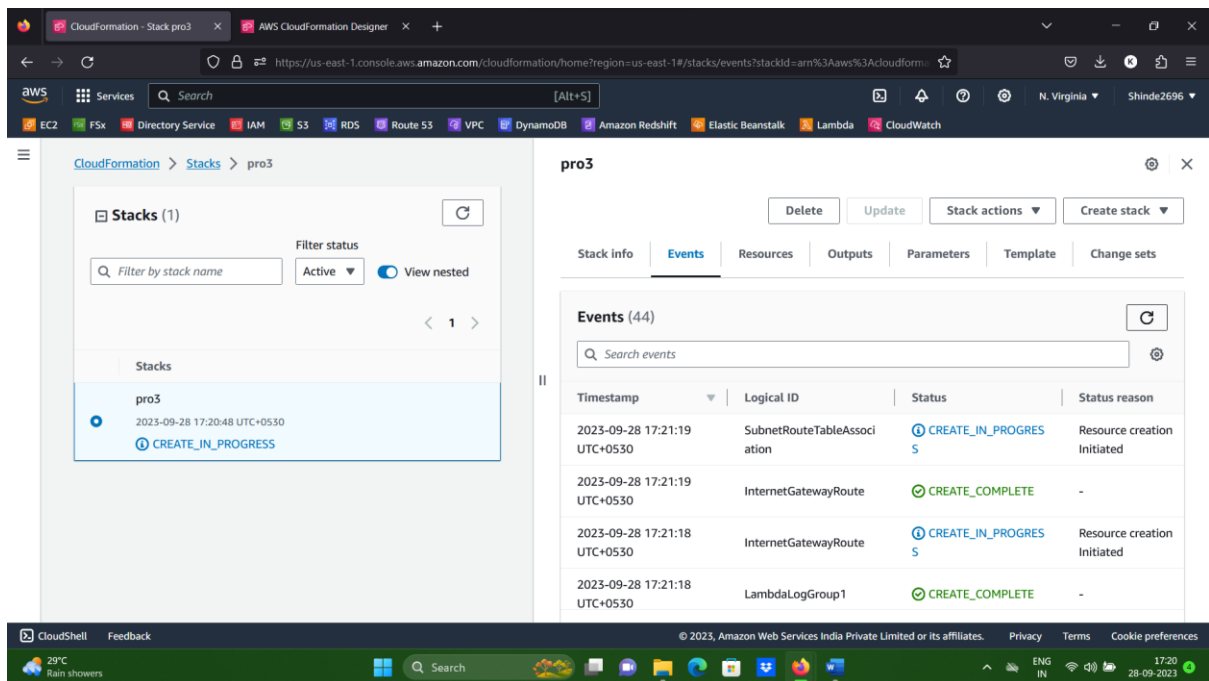 CloudFormation - Stack pro3
AWS CloudFormation Designer
https://us-east-1.console.aws.amazon.com/cloudformation/home?region=us-east-1#/stacks/events?stackId=arn%3Aaws%3Acloudforma
K
aws
Services
Search
[Alt+S]
N. Virginia
Shinde2696
EC2
FSx
Directory Service
IAM
S3
RDS
Route 53
VPC
DynamoDB
Amazon Redshift
Elastic Beanstalk
Lambda
CloudWatch
CloudFormation > Stacks > pro3
Stacks (1)
Filter status
Filter by stack name
Active
View nested
< 1 >
Stacks
pro3
2023-09-28 17:20:48 UTC+0530
CREATE_IN_PROGRESS
pro3
Delete
Update
Stack actions
Create stack
Stack info
Events
Resources
Outputs
Parameters
Template
Change sets
Events (44)
Search events
Timestamp
Logical ID
Status
Status reason
2023-09-28 17:21:19
UTC+0530
SubnetRouteTableAssoci
ation
CREATE_IN_PROGRES
S
Resource creation
Initiated
2023-09-28 17:21:19
UTC+0530
InternetGatewayRoute
CREATE_COMPLETE
-
2023-09-28 17:21:18
UTC+0530
InternetGatewayRoute
CREATE_IN_PROGRES
S
Resource creation
Initiated
2023-09-28 17:21:18
UTC+0530
LambdaLogGroup1
CREATE_COMPLETE
-
CloudShell
Feedback
© 2023, Amazon Web Services India Private Limited or its affiliates.
Privacy
Terms
Cookie preferences
29°C
Rain showers
Search
ENG
IN
17:20
28-09-2023
4